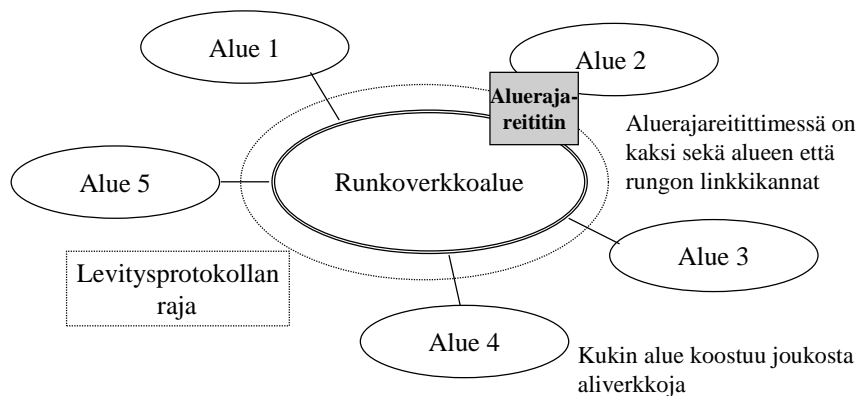 Alue 1
Alue 2
Alueraja-
reititin
Aluerajareitittimessä on
kaksi sekä alueen että
rungon linkkikannat
Alue 5
Runkoverkkoalue
Alue 3
Levitysprotokollan
raja
Alue 4
Kukin alue koostuu joukosta
aliverkkoja